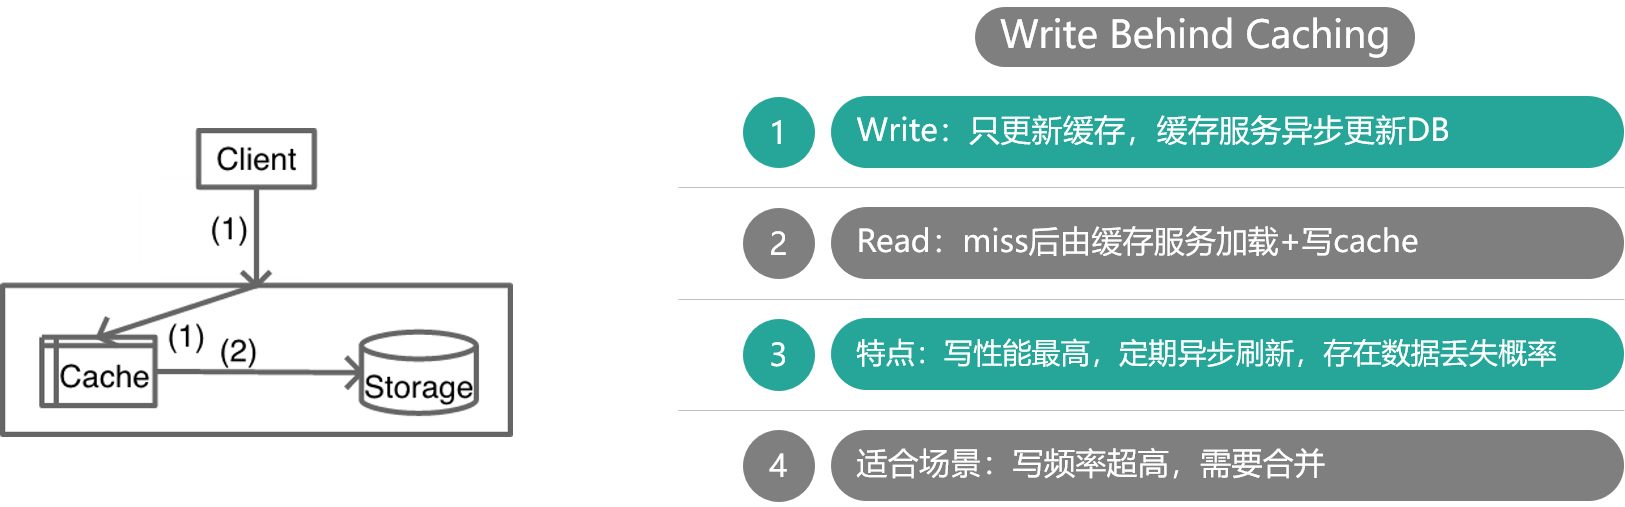 Write Behind Caching
Client
(1)
(1)
(2)
Cache
Storage
1
Write：只更新缓存，缓存服务异步更新DB
2
Read：miss后由缓存服务加载+写cache
3
特点：写性能最高，定期异步刷新，存在数据丢失概率
4
适合场景：写频率超高，需要合并